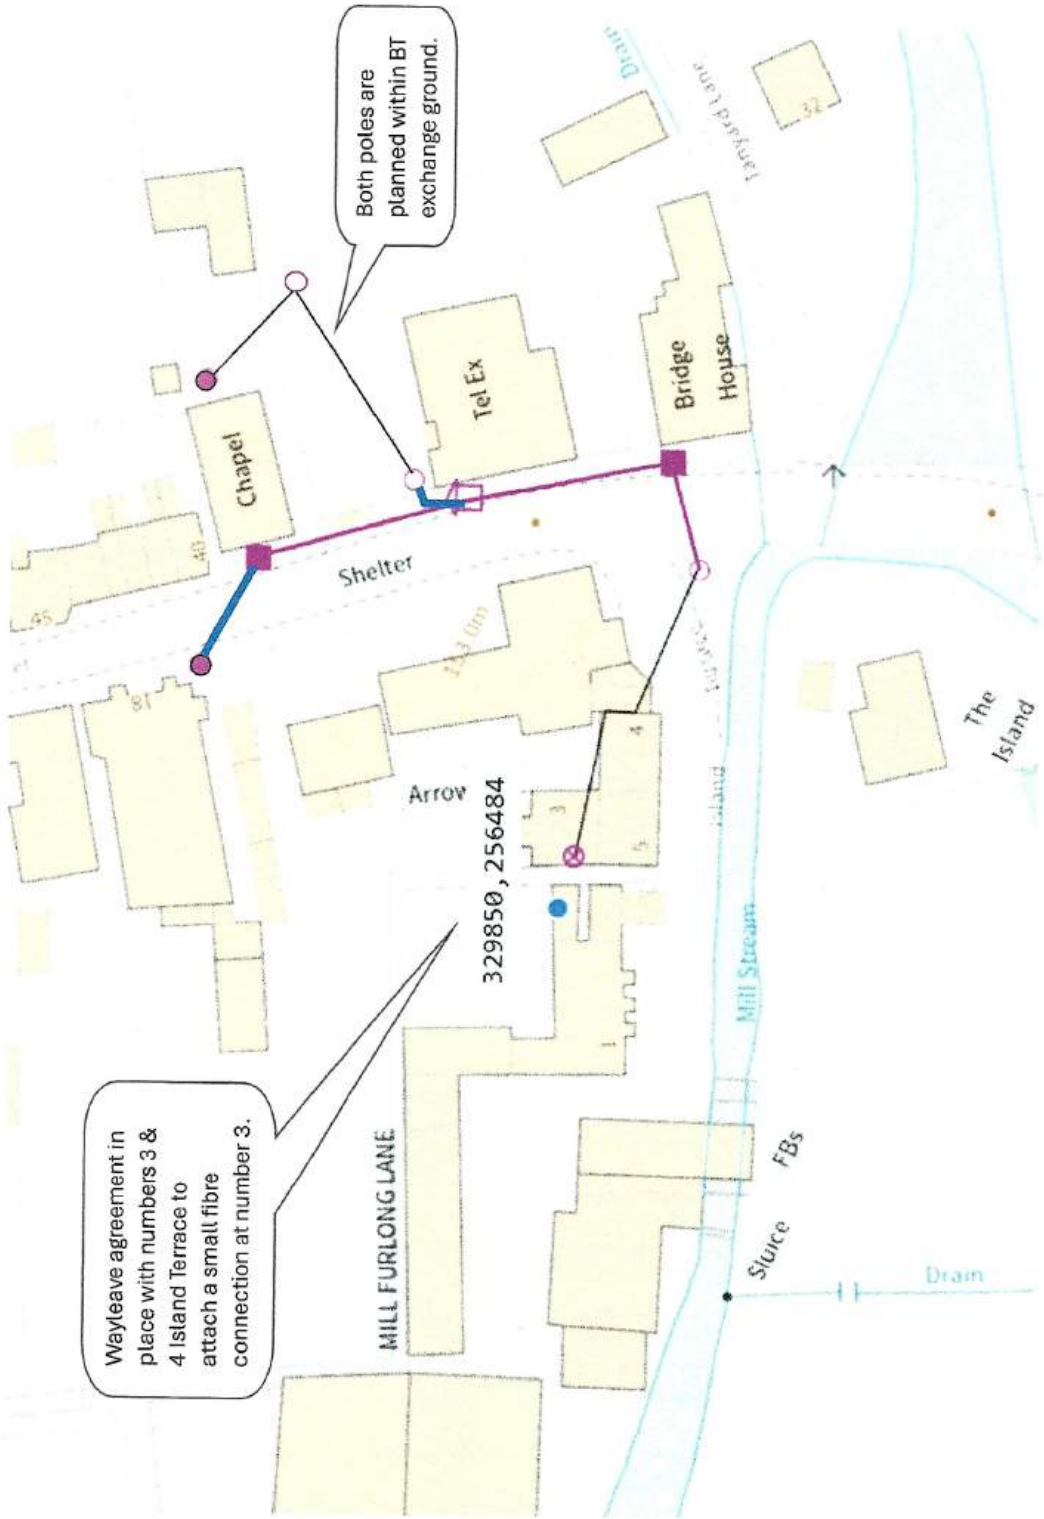 Both poles are
planned within BT
exchange ground.
Drain
Tanyard Lane
32
Chapel
Tel Ex
Bridge
House
40
45
Shelter
18
Arrow
329850,256484
3
4
5
1
Island
Terrace
The
Island
Mill Stream
Wayleave agreement in
place with numbers 3 &
4 Island Terrace to
attach a small fibre
connection at number 3.
MILL FURLONG LANE
FBs
Sluice
Drain